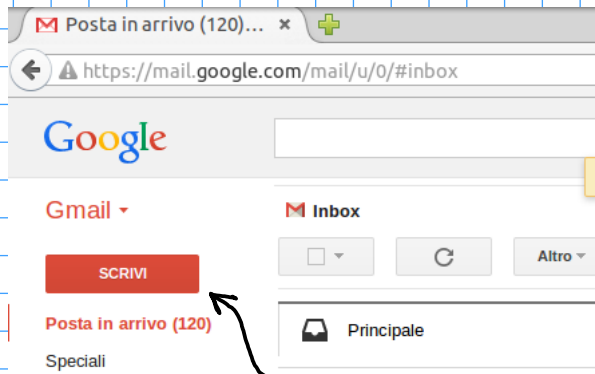 Posta in arrivo (120)...
https://mail.google.com/mail/u/0/#inbox
Google
Gmail
Inbox
SCRIVI
Altro
Posta in arrivo (120)
Principale
Speciali